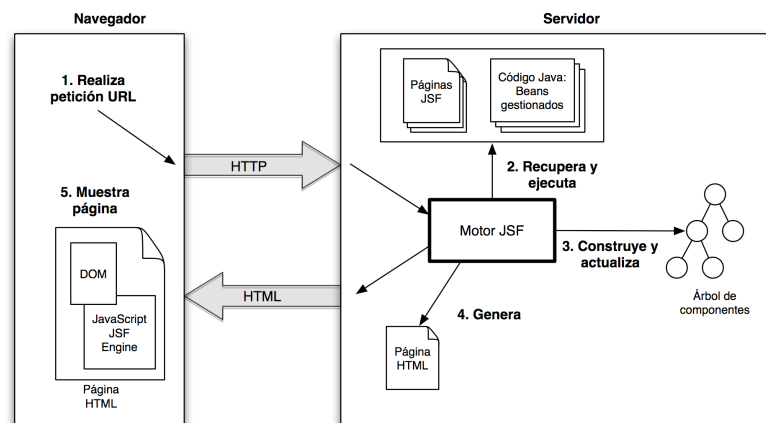 Navegador
Servidor
1. Realiza
petición URL
Páginas
JSF
Código Java:
Beans
gestionados
HTTP
2. Recupera y
ejecuta
5. Muestra
página
Motor JSF
3. Construye y
actualiza
DOM
HTML
JavaScript
JSF
Engine
4. Genera
Árbol de
componentes
Página
HTML
Página
HTML